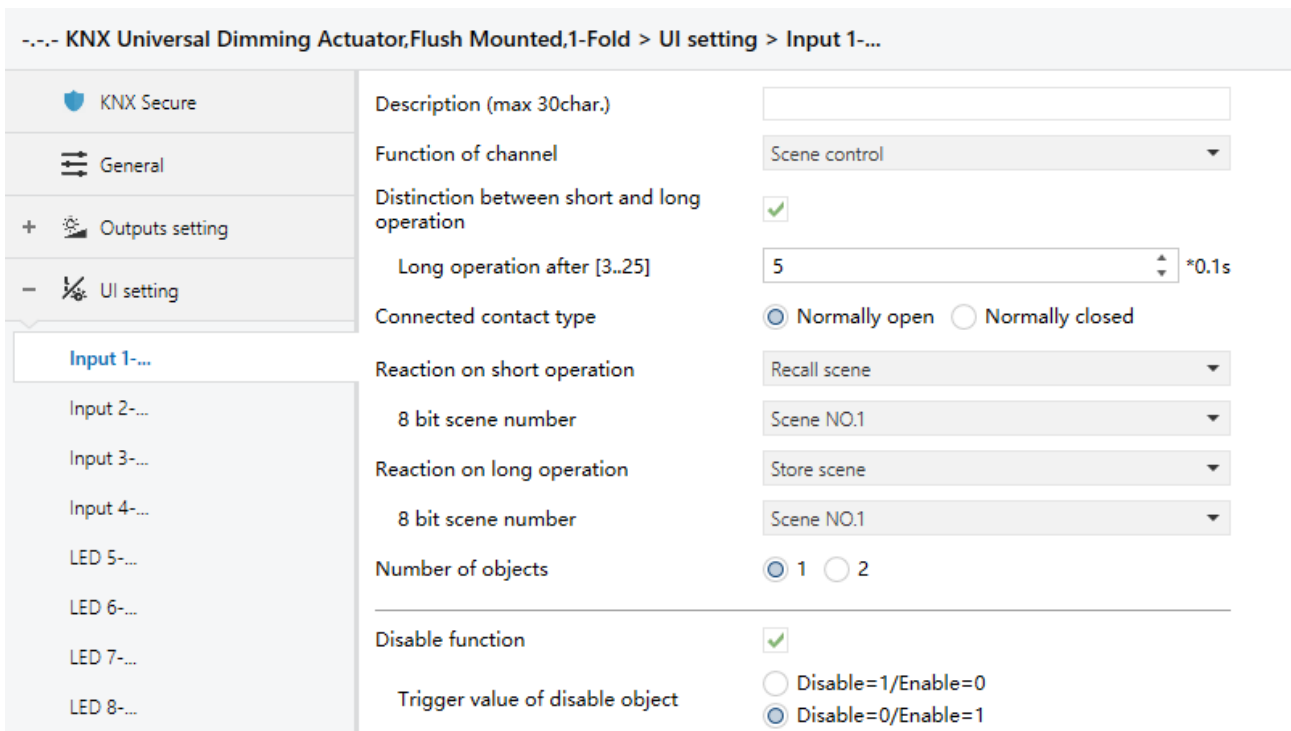 -.-.- KNX Universal Dimming Actuator,Flush Mounted,1-Fold > UI setting > Input 1-...
KNX Secure
General
+ Outputs setting
− UI setting
Input 1-...
Input 2-...
Input 3-...
Input 4-...
LED 5-...
LED 6-...
LED 7-...
LED 8-...
Description (max 30char.)
Function of channel Scene control
Distinction between short and long
operation
Long operation after [3..25] 5 *0.1s
Connected contact type Normally open Normally closed
Reaction on short operation Recall scene
8 bit scene number Scene NO.1
Reaction on long operation Store scene
8 bit scene number Scene NO.1
Number of objects 1 2
Disable function
Trigger value of disable object Disable=1/Enable=0
Disable=0/Enable=1